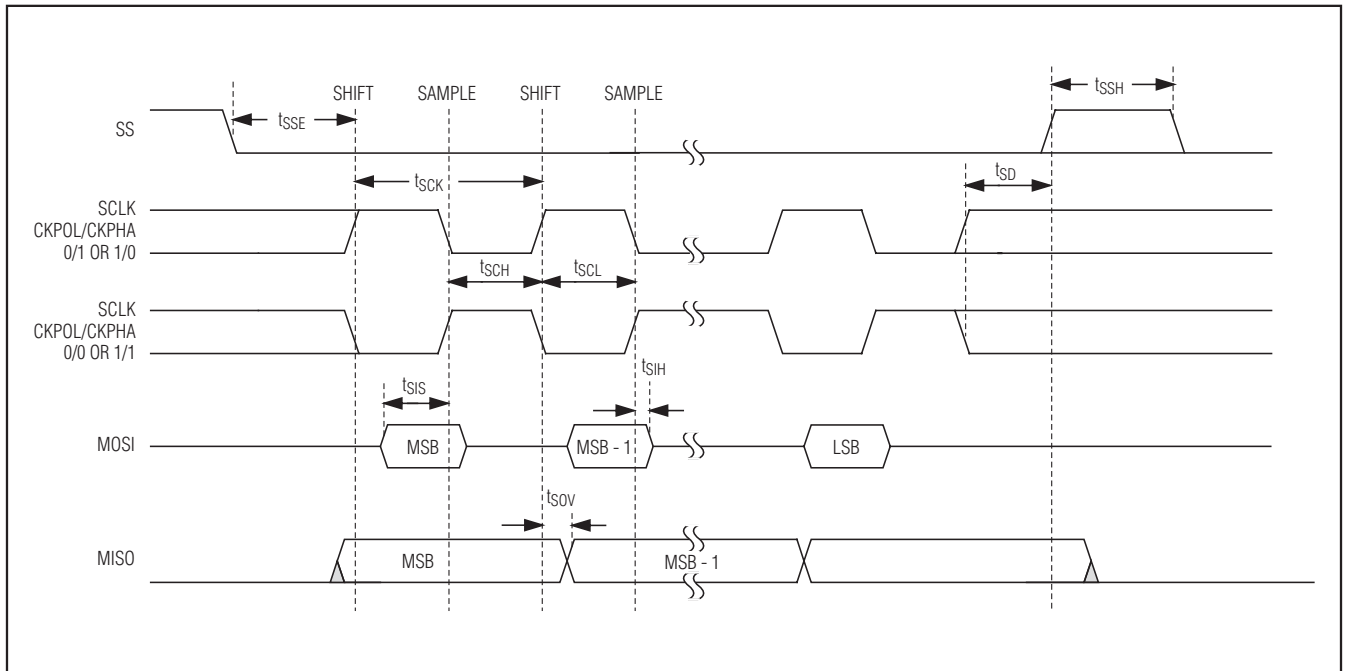 SHIFT SAMPLE SHIFT SAMPLE
tSSH
SS
tSSE
tSD
tSCK
SCLK
CKPOL/CKPHA
0/1 OR 1/0
tSCH tSCL
SCLK
CKPOL/CKPHA
0/0 OR 1/1
tSIH
tSIS
MOSI MSB MSB - 1 LSB
tSOV
MISO MSB MSB - 1